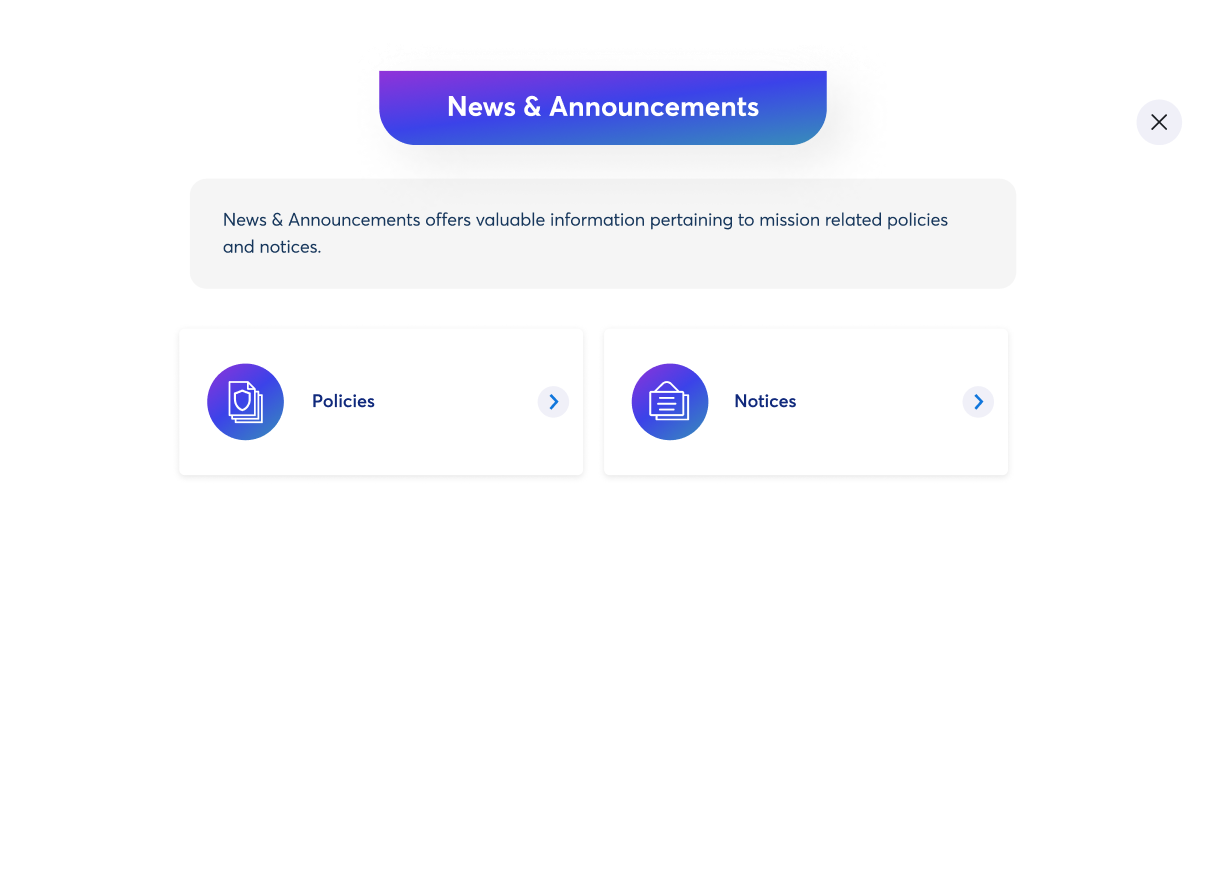 News & Announcements
News & Announcements offers valuable information pertaining to mission related policies
and notices.
Policies
Notices